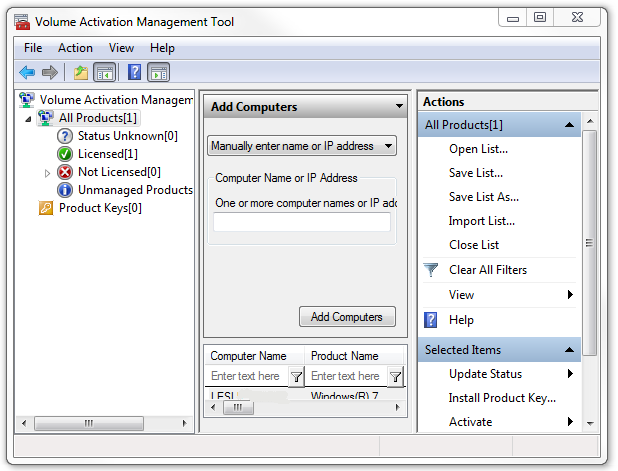 Volume Activation Management Tool
File Action View Help
Volume Activation Managem
All Products[1]
Status Unknown[0]
Licensed[1]
Not Licensed[0]
Unmanaged Products
Product Keys[0]
Add Computers
Manually enter name or IP address
Computer Name or IP Address
One or more computer names or IP add
Add Computers
Computer Name Product Name
Enter text here Enter text here
Windows(R) 7
Actions
All Products[1]
Open List...
Save List...
Save List As...
Import List...
Close List
Clear All Filters
View
Help
Selected Items
Update Status
Install Product Key...
Activate